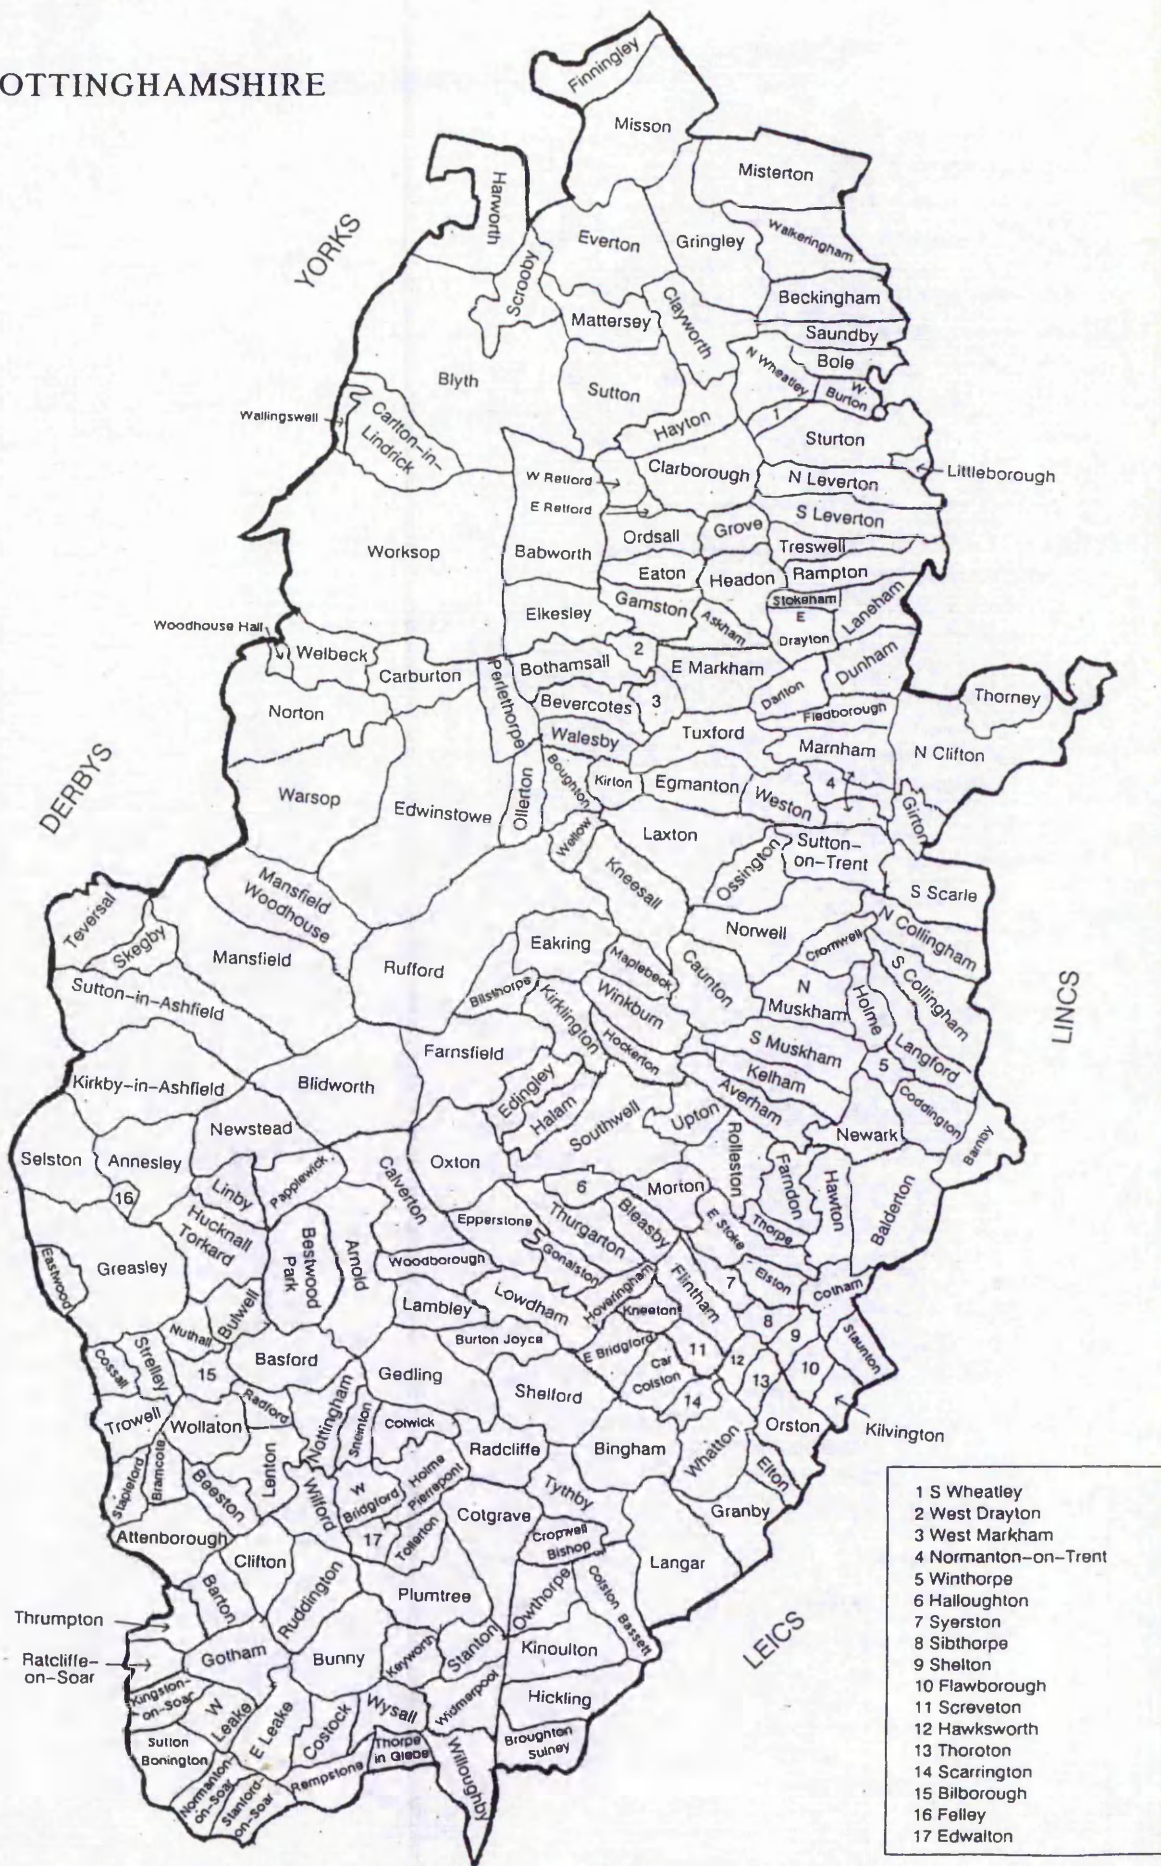 OTTINGHAMSHIRE
Finningley
Misson
Misterton
Harworth
YORKS
Everton
Gringley
Walkeringham
Scrooby
Beckingham
Mattersey
Clayworth
Saundby
Bole
N Wheatley
W Burton
Blyth
Sutton
Wallingswell
Carlton-in-Lindrick
Hayton
1
Sturton
Clarborough
Littleborough
W Retford
N Leverton
E Retford
S Leverton
Ordsall
Grove
Treswell
Worksop
Babworth
Eaton
Headon
Rampton
Stokeham
Elkesley
Gamston
Askham
E Drayton
Laneham
Woodhouse Hall
Welbeck
Carburton
Perlethorpe
Bothamsall
2
E Markham
Dunham
Darlton
Thorney
Norton
Bevercotes
3
Fledborough
Walesby
Tuxford
Marnham
N Clifton
DERBYS
Warsop
Edwinstowe
Ollerton
Boughton
Kirton
Egmanton
Weston
4
Girton
Wellow
Laxton
Sutton-on-Trent
Ossington
Kneesall
S Scarle
Mansfield Woodhouse
Teversal
Skegby
Mansfield
Rufford
Eakring
Norwell
N Collingham
Cromwell
Maplebeck
Caunton
Bilsthorpe
Kirklington
Winkburn
N Muskham
Holme
S Collingham
LINCS
Sutton-in-Ashfield
Farnsfield
Hockerton
S Muskham
Langford
5
Kirkby-in-Ashfield
Blidworth
Edingley
Kelham
Averham
Coddington
Halam
Southwell
Upton
Newark
Barnby
Newstead
Rolleston
Selston
Annesley
Oxton
Farndon
Hawton
Balderton
Linby
Papplewick
Calverton
16
6
Morton
Hucknall Torkard
Epperstone
Thurgarton
Bleasby
E Stoke
Thorpe
Bestwood Park
Arnold
Gonalston
Eastwood
Greasley
Woodborough
Hoveringham
Flintham
7
Elston
Cotham
Bulwell
Lambley
Lowdham
Kneeton
8
9
Staunton
Nuthall
Burton Joyce
E Bridgford
11
12
10
Cossall
Strelley
15
Basford
Gedling
Car Colston
13
Shelford
14
Trowell
Wollaton
Radford
Nottingham
Sneinton
Colwick
Orston
Kilvington
Radcliffe
Bingham
Whatton
Elton
Stapleford
Bramcote
Beeston
Lenton
Wilford
W Bridgford
Holme Pierrepont
Tythby
Granby
Attenborough
17
Tollerton
Cotgrave
Cropwell Bishop
Langar
Clifton
Barton
Ruddington
Plumtree
Owthorpe
Colston Bassett
Thrumpton
Gotham
Bunny
Keyworth
Stanton
Kinoulton
LEICS
Ratcliffe-on-Soar
Kingston-on-Soar
W Leake
E Leake
Costock
Wysall
Widmerpool
Hickling
Sutton Bonington
Thorpe in Glebe
Broughton Sulney
Normanton-on-Soar
Stanford-on-Soar
Rempstone
Willoughby
1 S Wheatley
2 West Drayton
3 West Markham
4 Normanton-on-Trent
5 Winthorpe
6 Halloughton
7 Syerston
8 Sibthorpe
9 Shelton
10 Flawborough
11 Screveton
12 Hawksworth
13 Thoroton
14 Scarrington
15 Bilborough
16 Felley
17 Edwalton